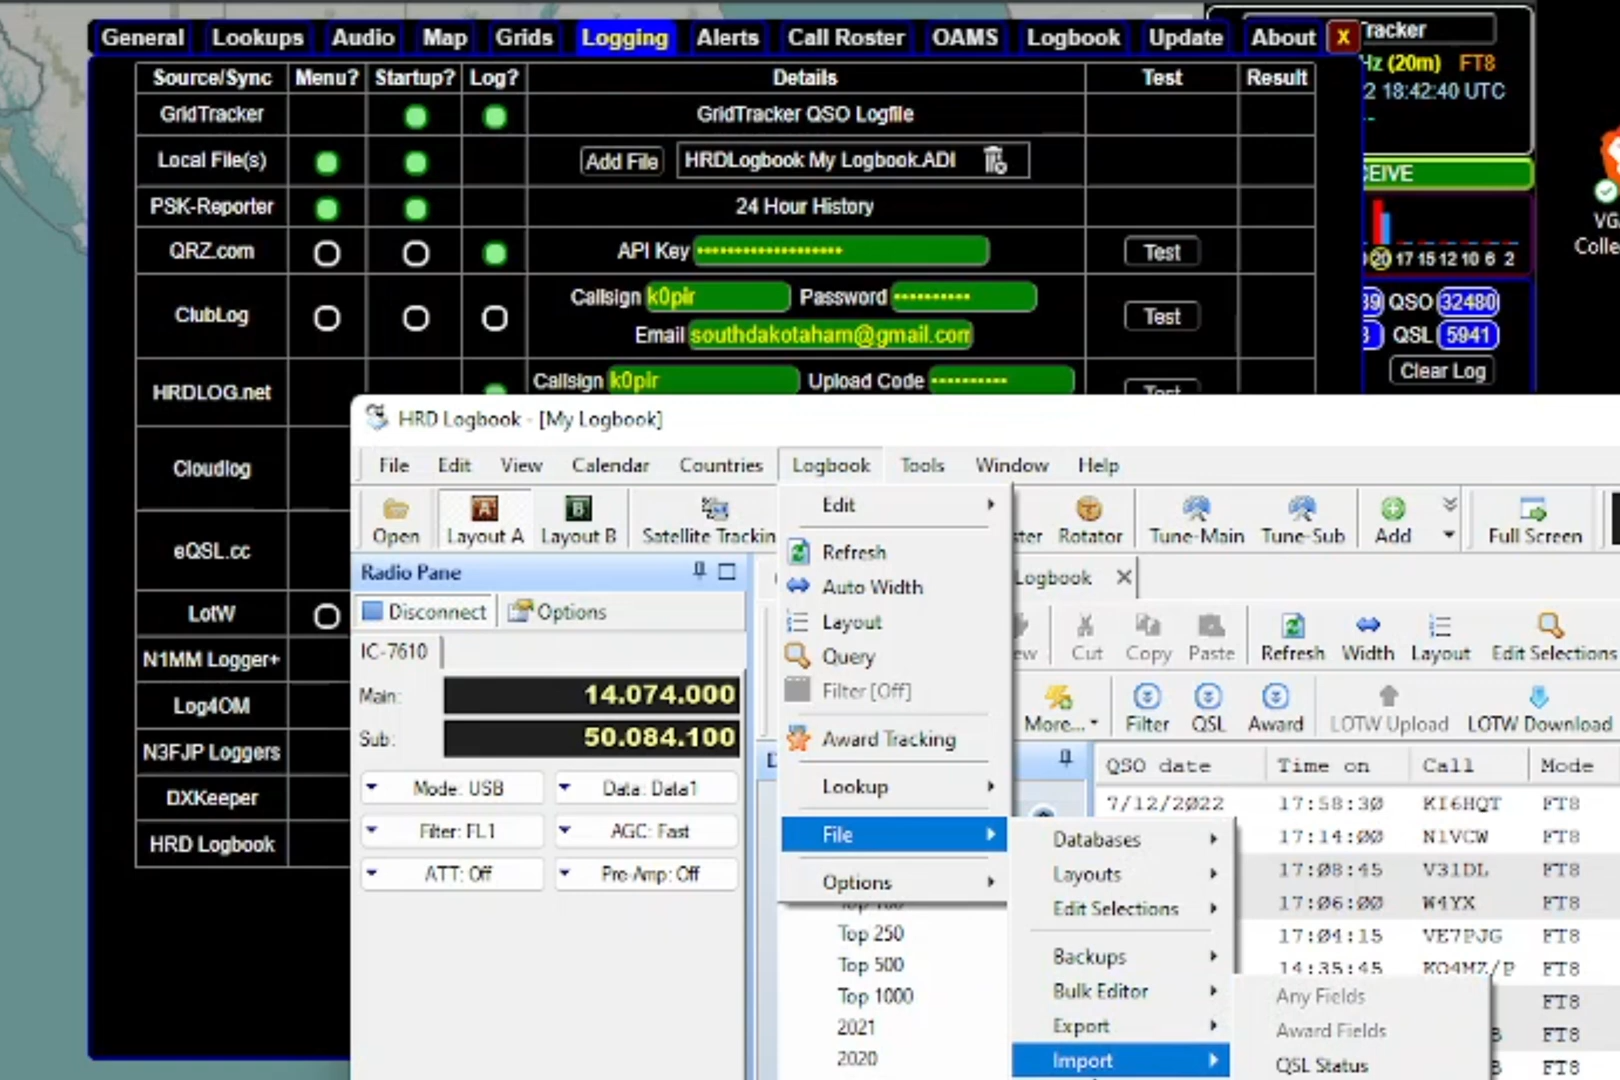 General Lookups Audio Map Grids Logging Alerts Call Roster OAMS Logbook Update About X
Source/Sync Menu? Startup? Log? Details Test Result
GridTracker GridTracker QSO Logfile
Local File(s) Add File HRDLogbook My Logbook.ADI
PSK-Reporter 24 Hour History
QRZ.com API Key •••••••••••••••••••• Test
ClubLog Callsign k0pir Password •••••••••• Test
Email southdakotaham@gmail.com
HRDLOG.net Callsign k0pir Upload Code •••••••••• Test
Cloudlog
eQSL.cc
LotW
N1MM Logger+
Log4OM
N3FJP Loggers
DXKeeper
HRD Logbook
racker
Hz (20m) FT8
2 18:42:40 UTC
CEIVE
20 17 15 12 10 6 2
39 QSO 32480
3 QSL 5941
Clear Log
VG
Colle
HRD Logbook - [My Logbook]
File Edit View Calendar Countries Logbook Tools Window Help
Open Layout A Layout B Satellite Trackin ster Rotator Tune-Main Tune-Sub Add Full Screen
Radio Pane
Disconnect Options
IC-7610
Main: 14.074.000
Sub: 50.084.100
Mode: USB Data: Data1
Filter: FL1 AGC: Fast
ATT: Off Pre-Amp: Off
Edit
Refresh
Auto Width
Layout
Query
Filter [Off]
Award Tracking
Lookup
File
Options
Top 250
Top 500
Top 1000
2021
2020
Databases
Layouts
Edit Selections
Backups
Bulk Editor
Export
Import
Any Fields
Award Fields
QSL Status
Logbook
ew Cut Copy Paste Refresh Width Layout Edit Selections
More... Filter QSL Award LOTW Upload LOTW Download
QSO date Time on Call Mode
7/12/2022 17:58:30 KI6HQT FT8
17:14:00 N1VCW FT8
17:08:45 V31DL FT8
17:06:00 W4YX FT8
17:04:15 VE7PJG FT8
14:35:45 KO4MZ/P FT8
FT8
B FT8
B FT8